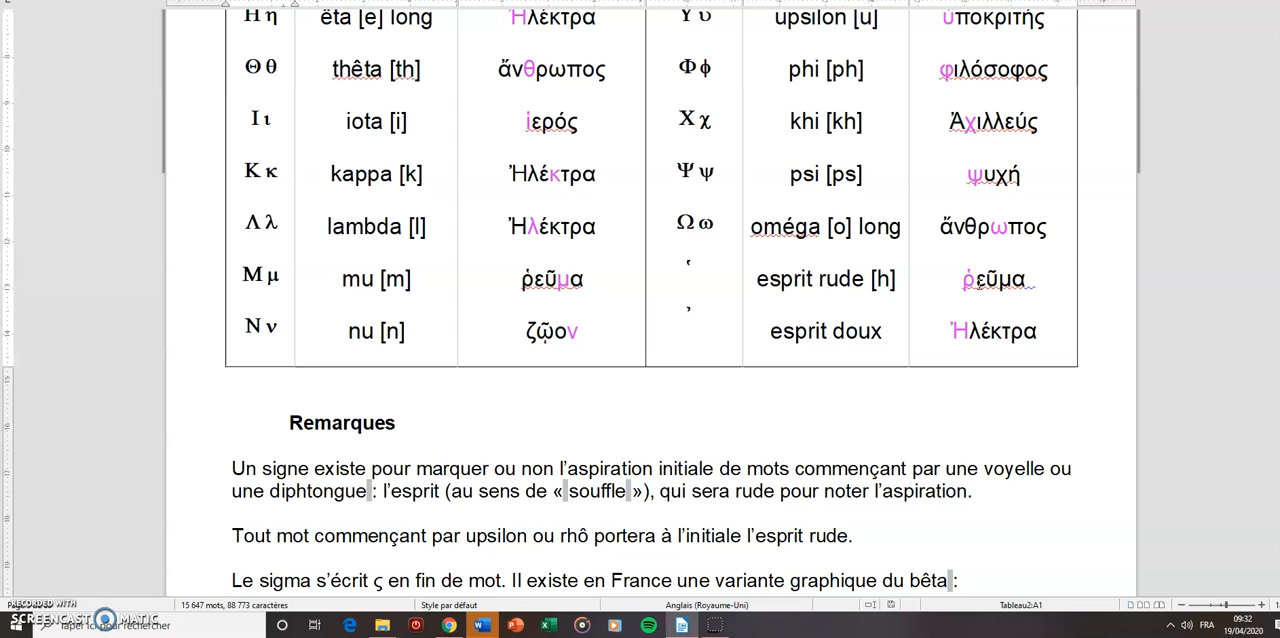 Η η êta [e] long Ἠλέκτρα Υ υ upsilon [u] ὑποκριτής
Θ θ thêta [th] ἄνθρωπος Φ ϕ phi [ph] φιλόσοφος
Ι ι iota [i] ἱερός Χ χ khi [kh] Ἀχιλλεύς
Κ κ kappa [k] Ἠλέκτρα Ψ ψ psi [ps] ψυχή
Λ λ lambda [l] Ἠλέκτρα Ω ω oméga [o] long ἄνθρωπος
Μ μ mu [m] ῥεῦμα ῾ esprit rude [h] ῥεῦμα
Ν ν nu [n] ζῷον ᾿ esprit doux Ἠλέκτρα
Remarques
Un signe existe pour marquer ou non l’aspiration initiale de mots commençant par une voyelle ou
une diphtongue : l’esprit (au sens de « souffle »), qui sera rude pour noter l’aspiration.
Tout mot commençant par upsilon ou rhô portera à l’initiale l’esprit rude.
Le sigma s’écrit ς en fin de mot. Il existe en France une variante graphique du bêta :
RECORDED WITH
15 647 mots, 88 773 caractères Style par défaut Anglais (Royaume-Uni) Tableau2:A1
SCREENCAST MATIC
Taper ici pour rechercher
FRA 09:32
19/04/2020